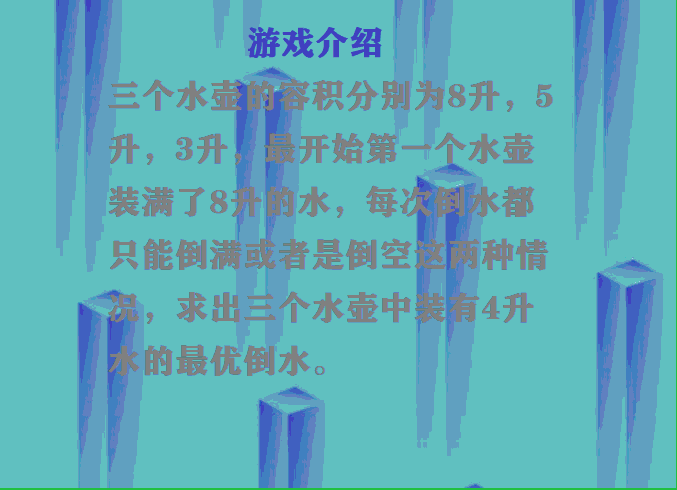 游戏介绍
三个水壶的容积分别为8升，5
升，3升，最开始第一个水壶
装满了8升的水，每次倒水都
只能倒满或者是倒空这两种情
况，求出三个水壶中装有4升
水的最优倒水。